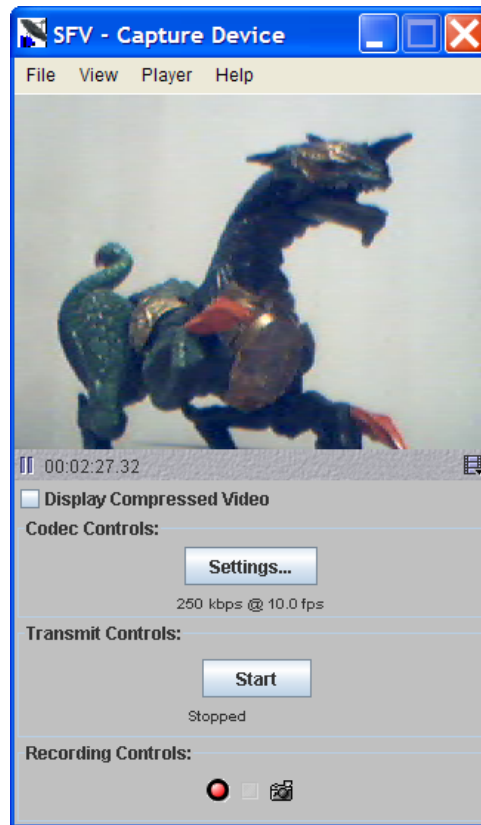 SFV - Capture Device
File View Player Help
00:02:27.32
Display Compressed Video
Codec Controls:
Settings...
250 kbps @ 10.0 fps
Transmit Controls:
Start
Stopped
Recording Controls: